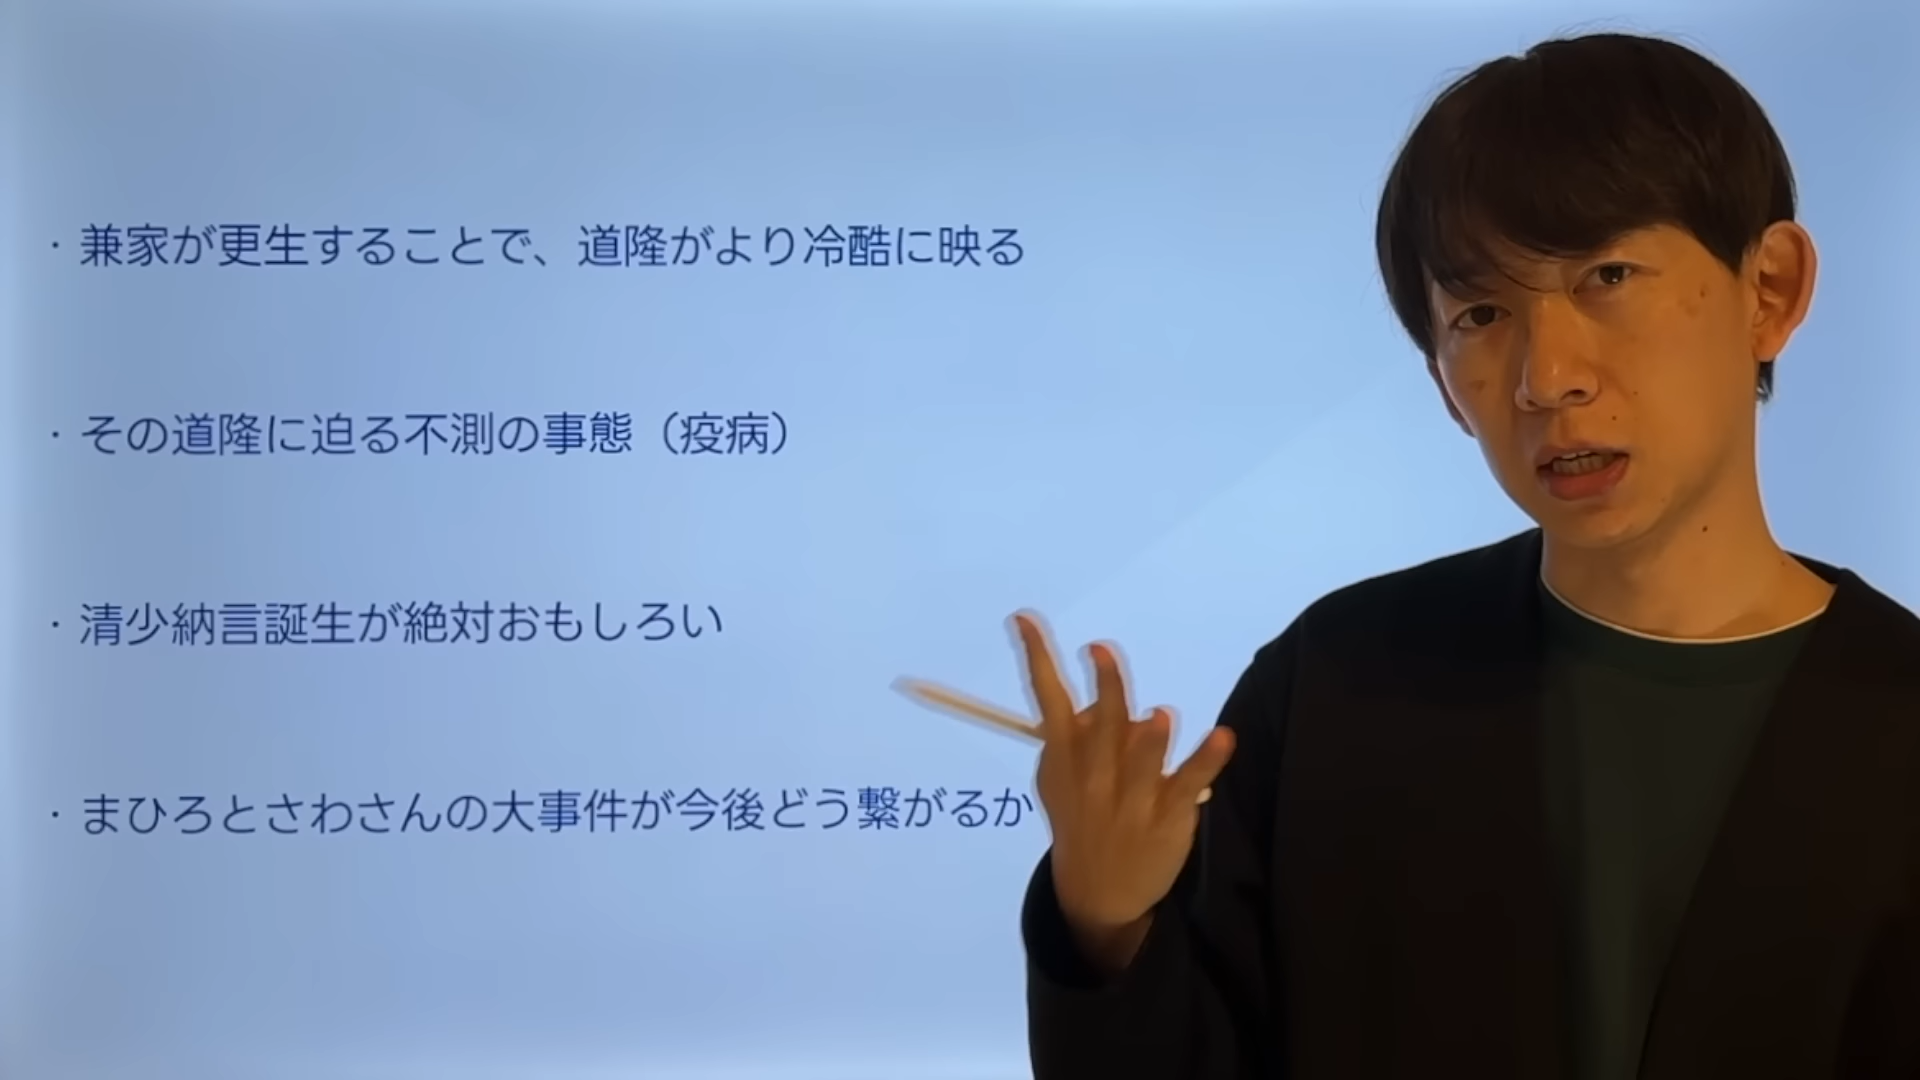 ・兼家が更生することで、道隆がより冷酷に映る
・その道隆に迫る不測の事態（疫病）
・清少納言誕生が絶対おもしろい
・まひろとさわさんの大事件が今後どう繋がるか